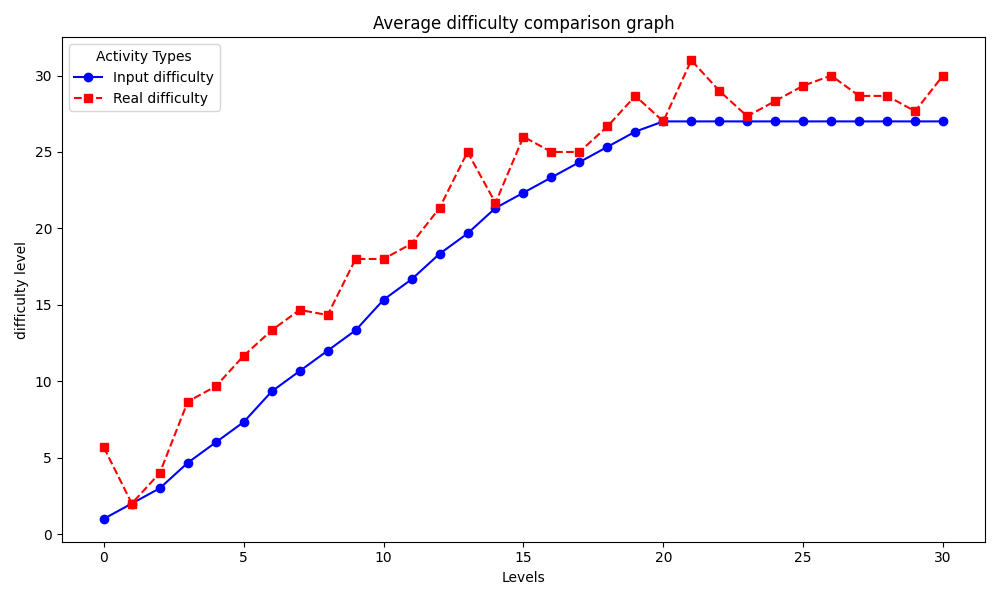 Average difficulty comparison graph
Activity Types
Input difficulty
Real difficulty
difficulty level
30
25
20
15
10
5
0
0 5 10 15 20 25 30
Levels